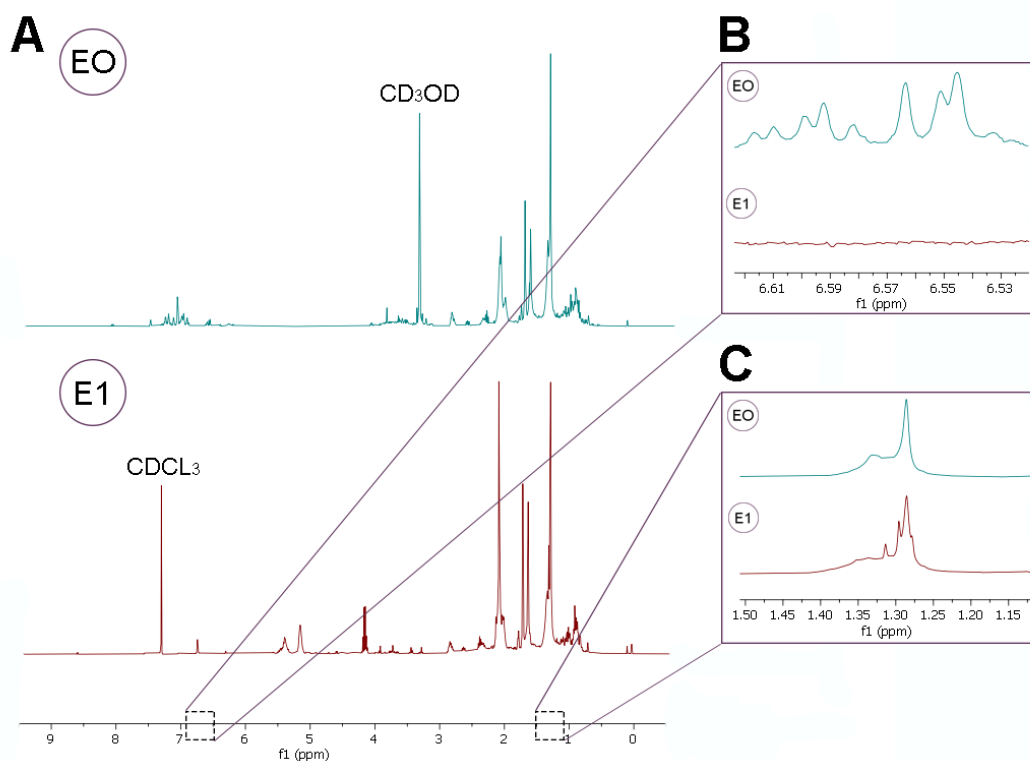 A
EO
CD₃OD
E1
CDCL₃
9 8 7 6 5 4 3 2 1 0
f1 (ppm)
B
EO
E1
6.61 6.59 6.57 6.55 6.53
f1 (ppm)
C
EO
E1
1.50 1.45 1.40 1.35 1.30 1.25 1.20 1.15
f1 (ppm)